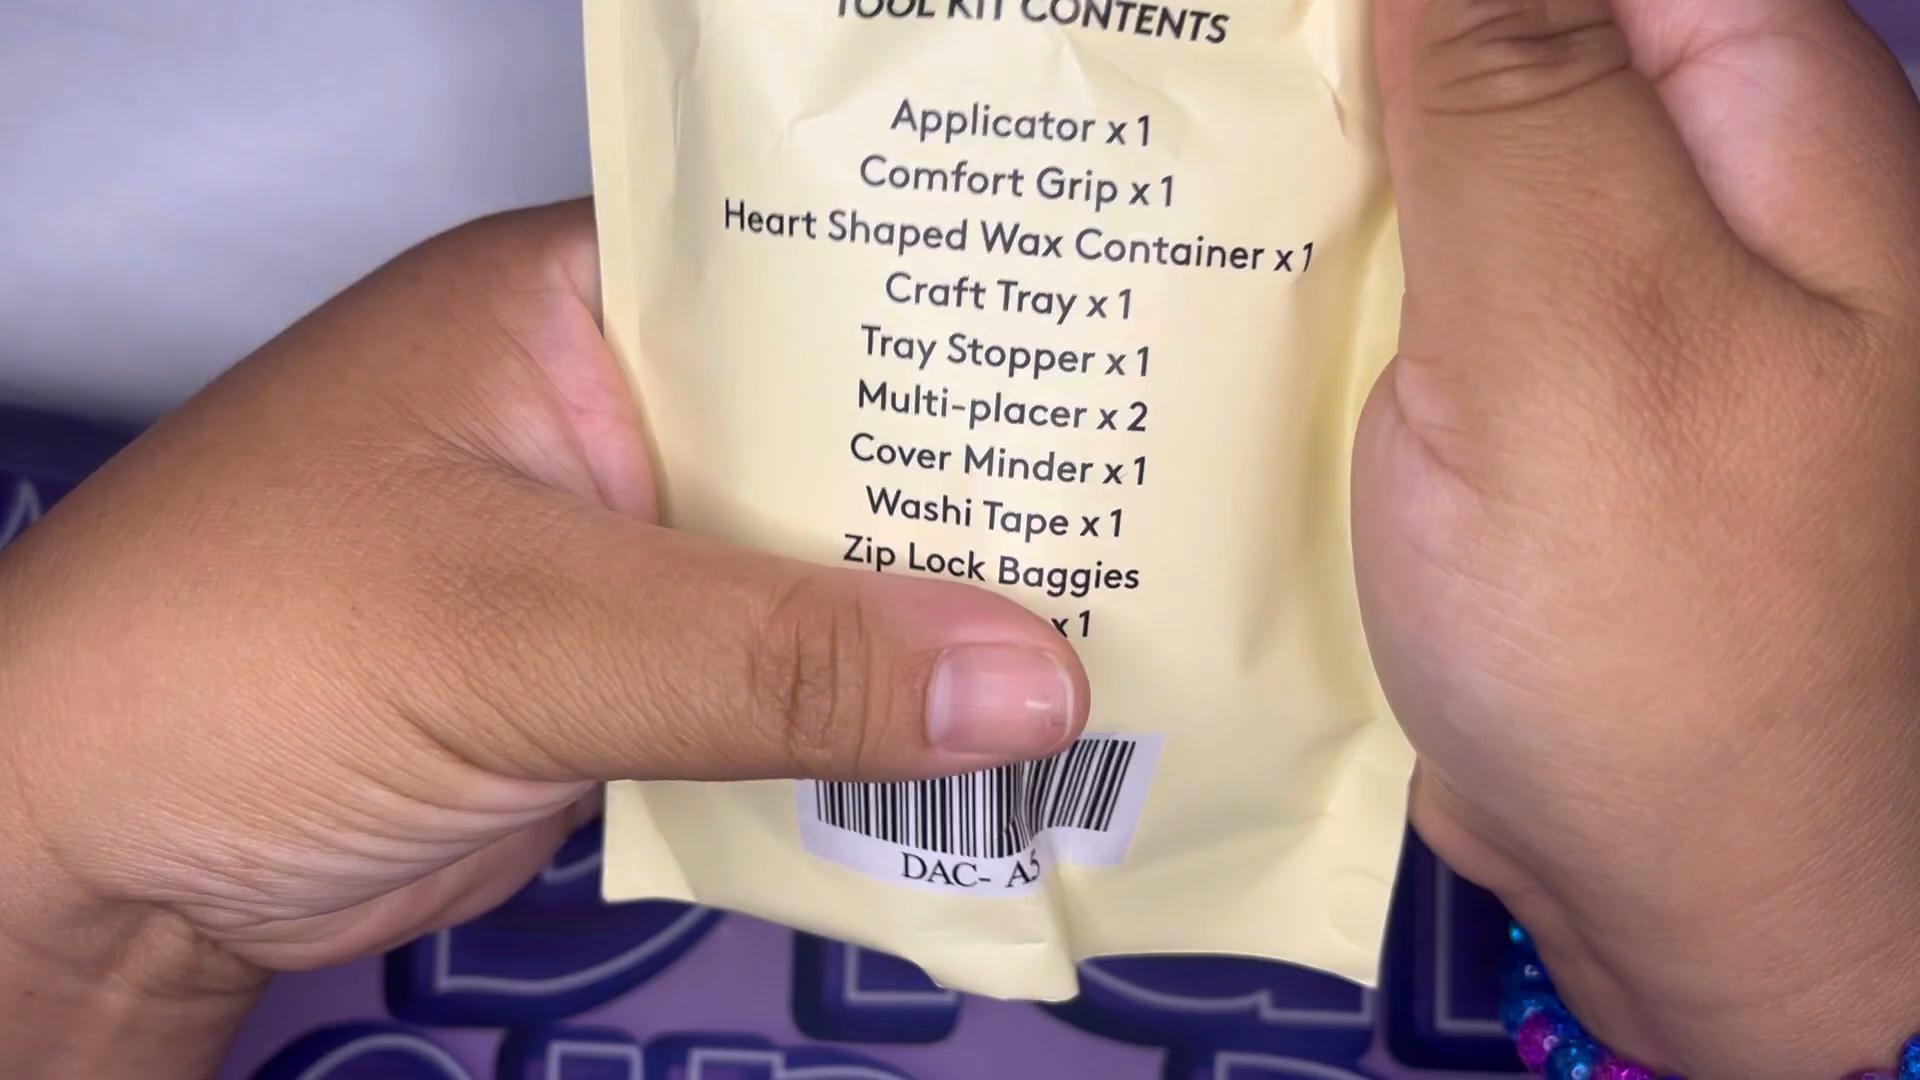 TOOL KIT CONTENTS
Applicator x 1
Comfort Grip x 1
Heart Shaped Wax Container x 1
Craft Tray x 1
Tray Stopper x 1
Multi-placer x 2
Cover Minder x 1
Washi Tape x 1
Zip Lock Baggies
x 1
DAC- A5